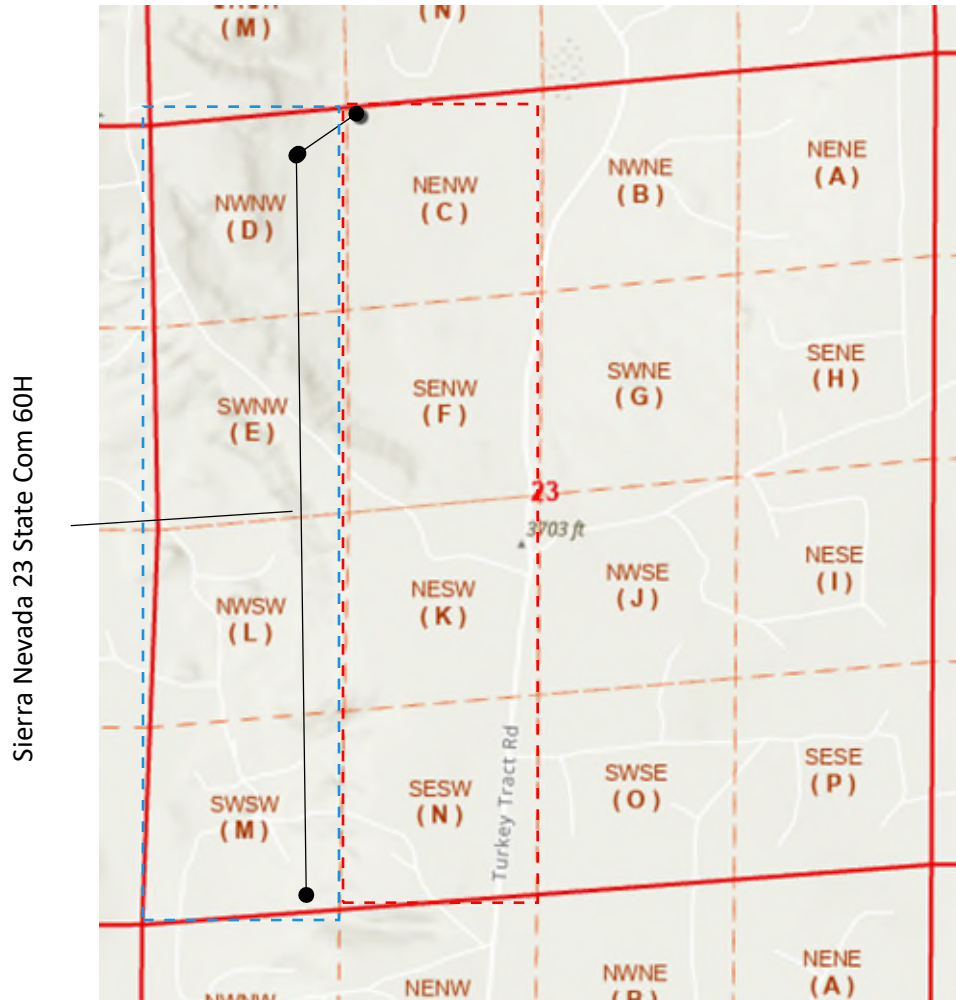 ( M )
( N )
NWNW
( D )
NENW
( C )
NWNE
( B )
NENE
( A )
SWNW
( E )
SENW
( F )
SWNE
( G )
SENE
( H )
23
3703 ft
Sierra Nevada 23 State Com 60H
NWSW
( L )
NESW
( K )
NWSE
( J )
NESE
( I )
Turkey Tract Rd
SWSW
( M )
SESW
( N )
SWSE
( O )
SESE
( P )
NWNW
NENW
NWNE
( B )
NENE
( A )